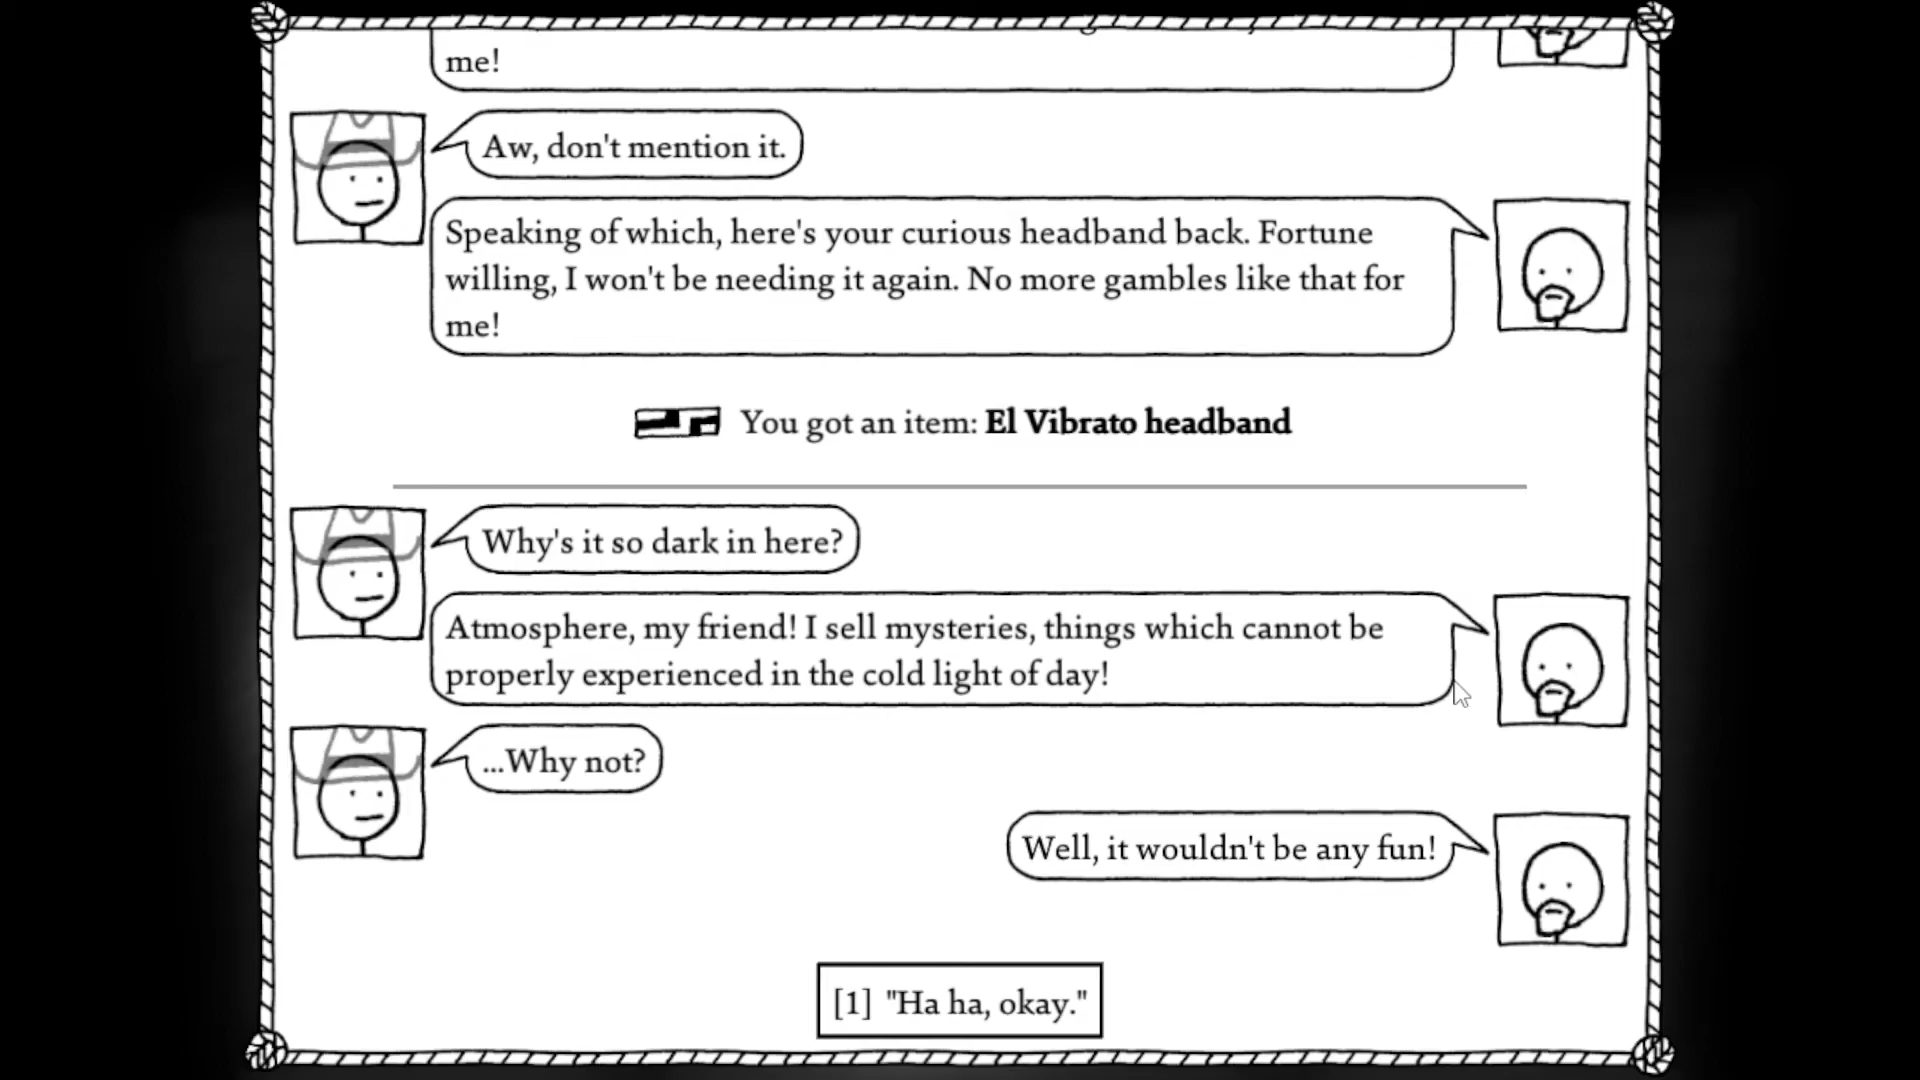 me!
Aw, don't mention it.
Speaking of which, here's your curious headband back. Fortune
willing, I won't be needing it again. No more gambles like that for
me!
You got an item: El Vibrato headband
Why's it so dark in here?
Atmosphere, my friend! I sell mysteries, things which cannot be
properly experienced in the cold light of day!
...Why not?
Well, it wouldn't be any fun!
[1] "Ha ha, okay."